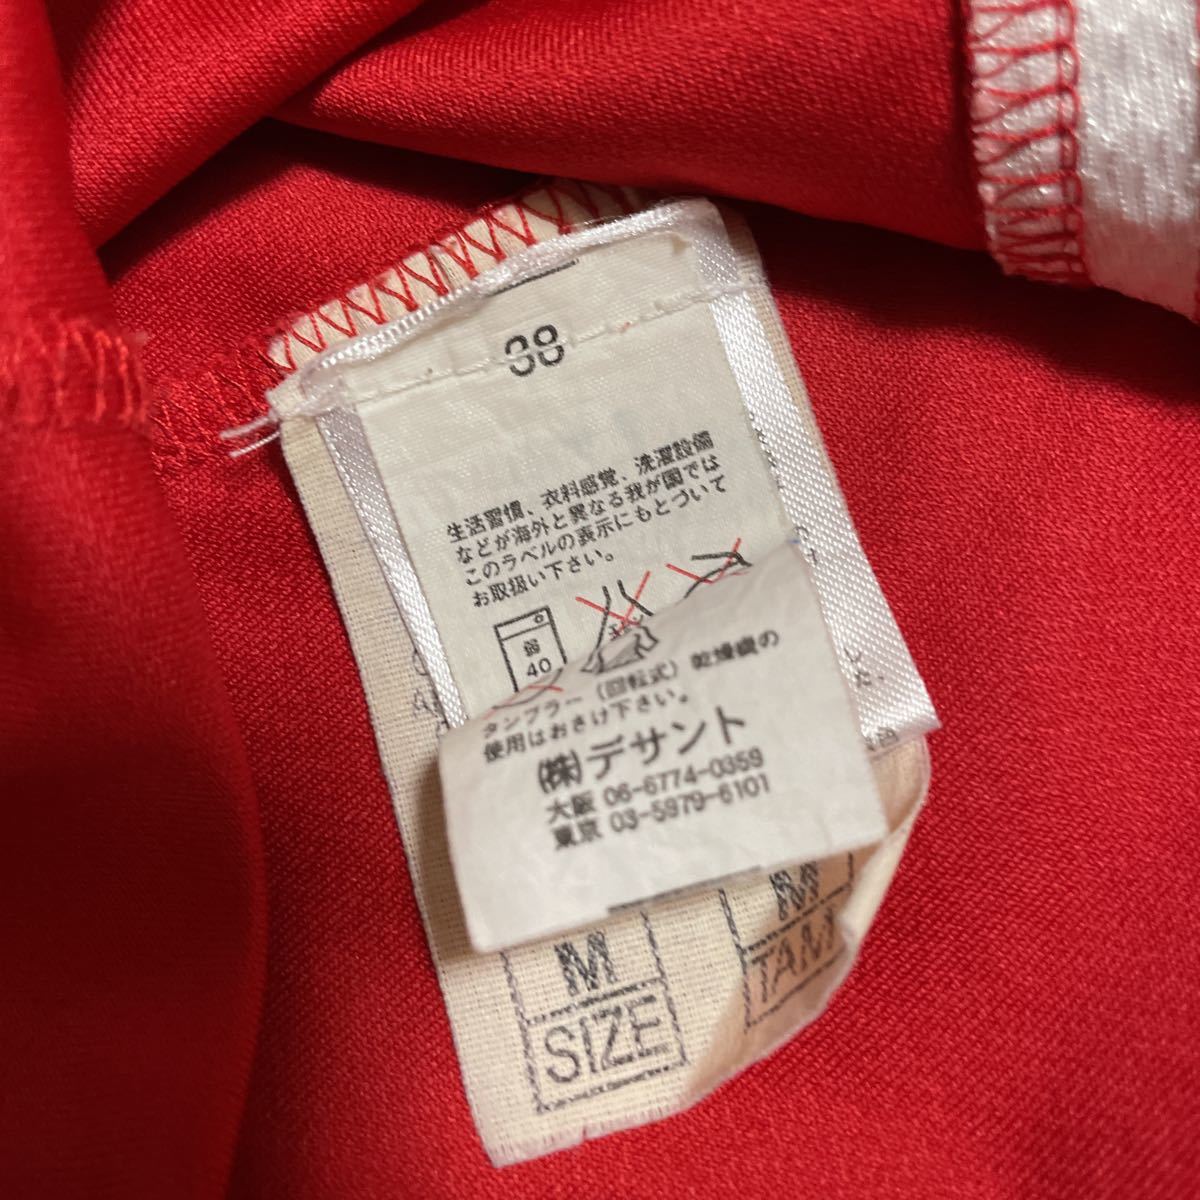 88
生活習慣、衣料感覚、洗濯設備
などが海外と異なる我が国では
このラベルの表示にもとづいて
お取扱い下さい。
弱
40
タンブラー（回転式）乾燥機の
使用はおさけ下さい。
(株)デサント
大阪 06-6774-0359
東京 03-5979-6101
M
SIZE
M
TAM